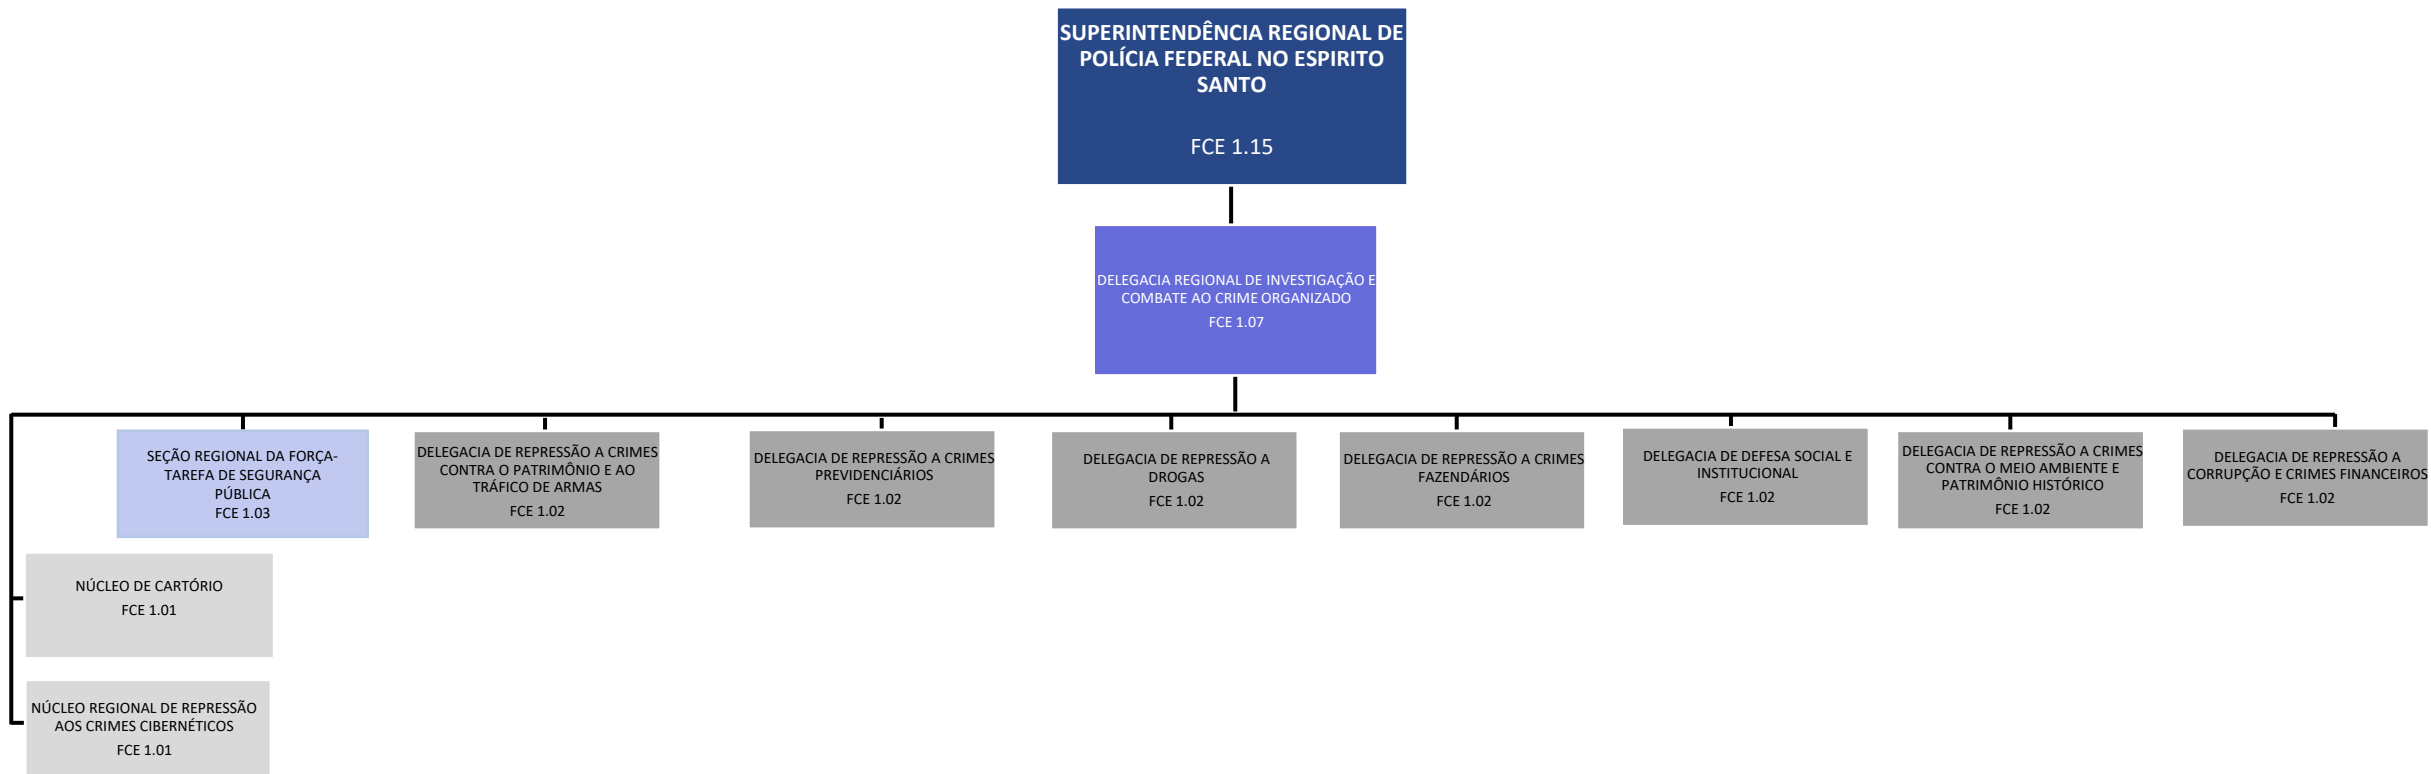 SUPERINTENDÊNCIA REGIONAL DE
POLÍCIA FEDERAL NO ESPIRITO
SANTO
FCE 1.15
DELEGACIA REGIONAL DE INVESTIGAÇÃO E
COMBATE AO CRIME ORGANIZADO
FCE 1.07
SEÇÃO REGIONAL DA FORÇA-
TAREFA DE SEGURANÇA
PÚBLICA
FCE 1.03
DELEGACIA DE REPRESSÃO A CRIMES
CONTRA O PATRIMÔNIO E AO
TRÁFICO DE ARMAS
FCE 1.02
DELEGACIA DE REPRESSÃO A CRIMES
PREVIDENCIÁRIOS
FCE 1.02
DELEGACIA DE REPRESSÃO A
DROGAS
FCE 1.02
DELEGACIA DE REPRESSÃO A CRIMES
FAZENDÁRIOS
FCE 1.02
DELEGACIA DE DEFESA SOCIAL E
INSTITUCIONAL
FCE 1.02
DELEGACIA DE REPRESSÃO A CRIMES
CONTRA O MEIO AMBIENTE E
PATRIMÔNIO HISTÓRICO
FCE 1.02
DELEGACIA DE REPRESSÃO A
CORRUPÇÃO E CRIMES FINANCEIROS
FCE 1.02
NÚCLEO DE CARTÓRIO
FCE 1.01
NÚCLEO REGIONAL DE REPRESSÃO
AOS CRIMES CIBERNÉTICOS
FCE 1.01